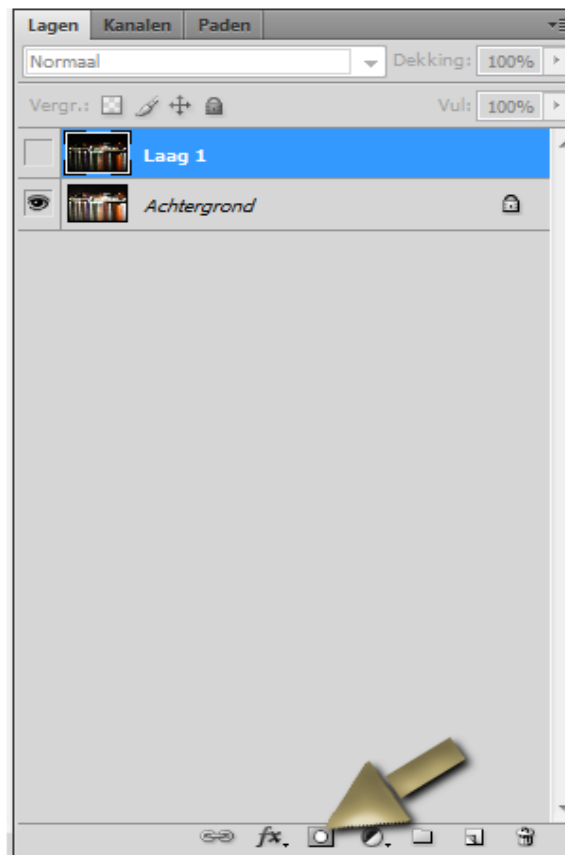 Lagen Kanalen Paden
Normaal Dekking: 100%
Vergr.: Vul: 100%
Laag 1
Achtergrond
fx.